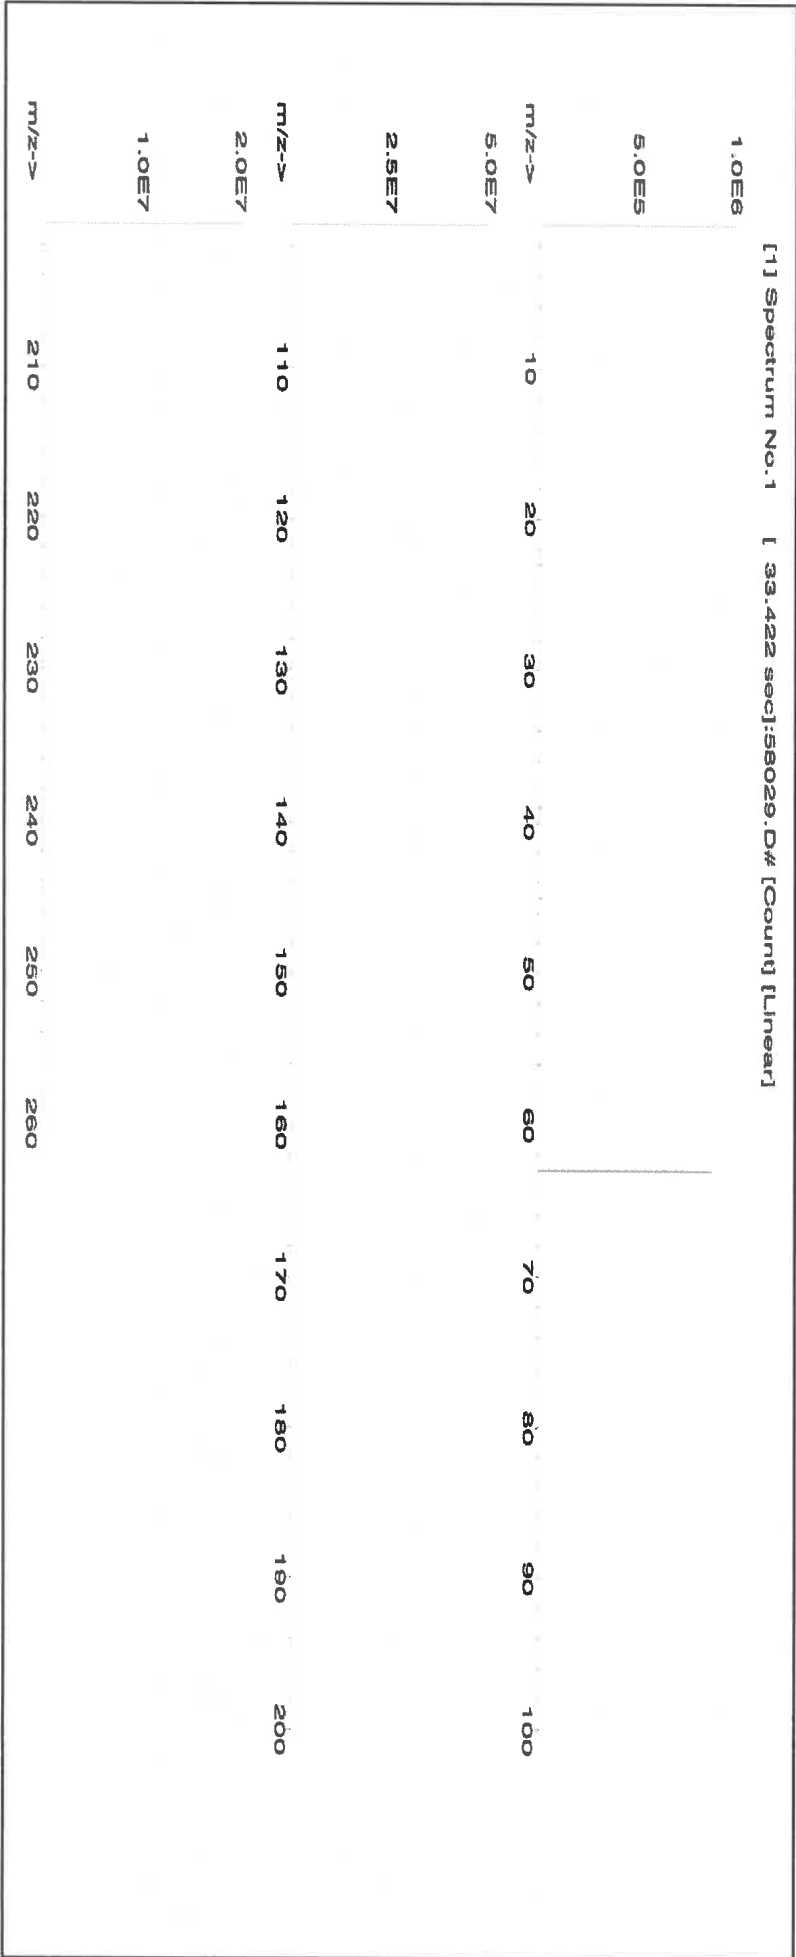 [1] Spectrum No.1 [ 33.422 sec]:58029.D# [Count] [Linear]
1.0E6
5.0E5
m/z-> 10 20 30 40 50 60 70 80 90 100
5.0E7
2.5E7
m/z-> 110 120 130 140 150 160 170 180 190 200
2.0E7
1.0E7
m/z-> 210 220 230 240 250 260